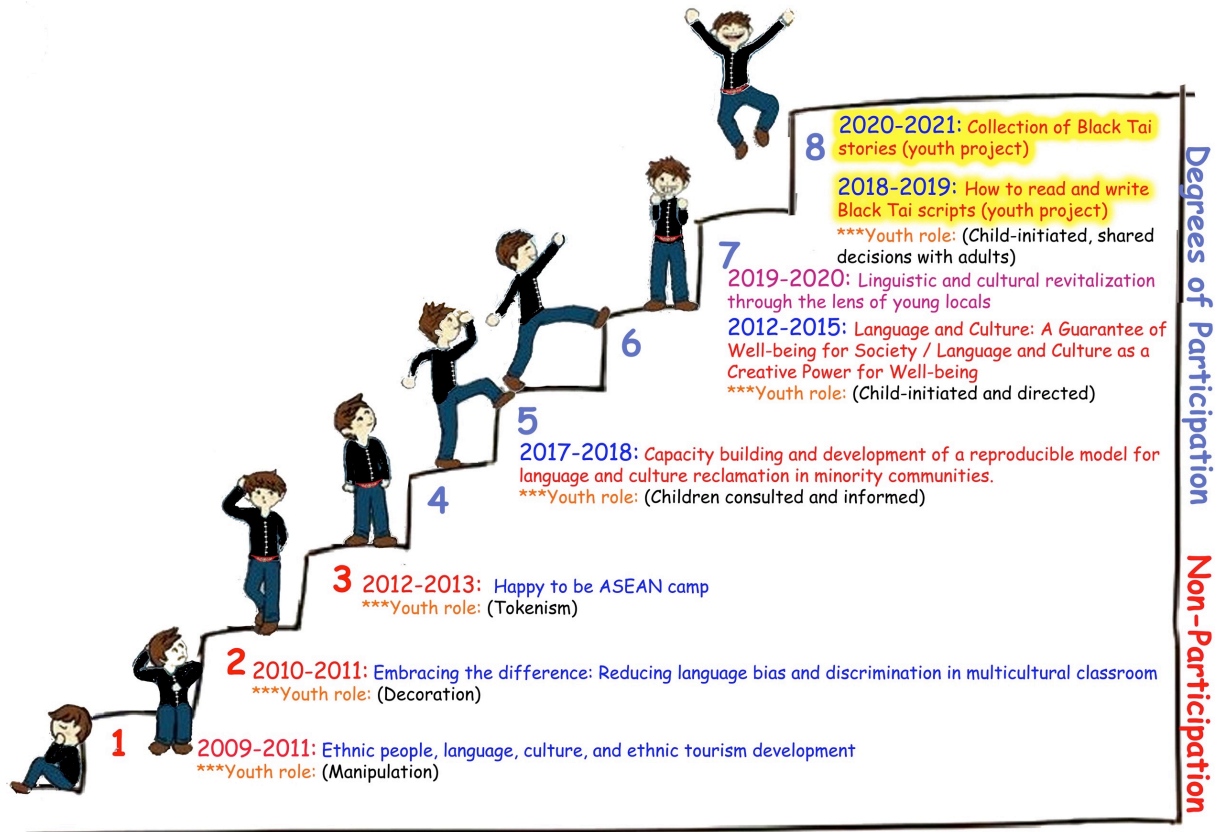 8
2020-2021: Collection of Black Tai
stories (youth project)
2018-2019: How to read and write
Black Tai scripts (youth project)
***Youth role: (Child-initiated, shared
decisions with adults)
7
2019-2020: Linguistic and cultural revitalization
through the lens of young locals
2012-2015: Language and Culture: A Guarantee of
Well-being for Society / Language and Culture as a
Creative Power for Well-being
***Youth role: (Child-initiated and directed)
6
5
2017-2018: Capacity building and development of a reproducible model for
language and culture reclamation in minority communities.
***Youth role: (Children consulted and informed)
4
3 2012-2013: Happy to be ASEAN camp
***Youth role: (Tokenism)
2 2010-2011: Embracing the difference: Reducing language bias and discrimination in multicultural classroom
***Youth role: (Decoration)
1 2009-2011: Ethnic people, language, culture, and ethnic tourism development
***Youth role: (Manipulation)
Degrees of Participation
Non-Participation